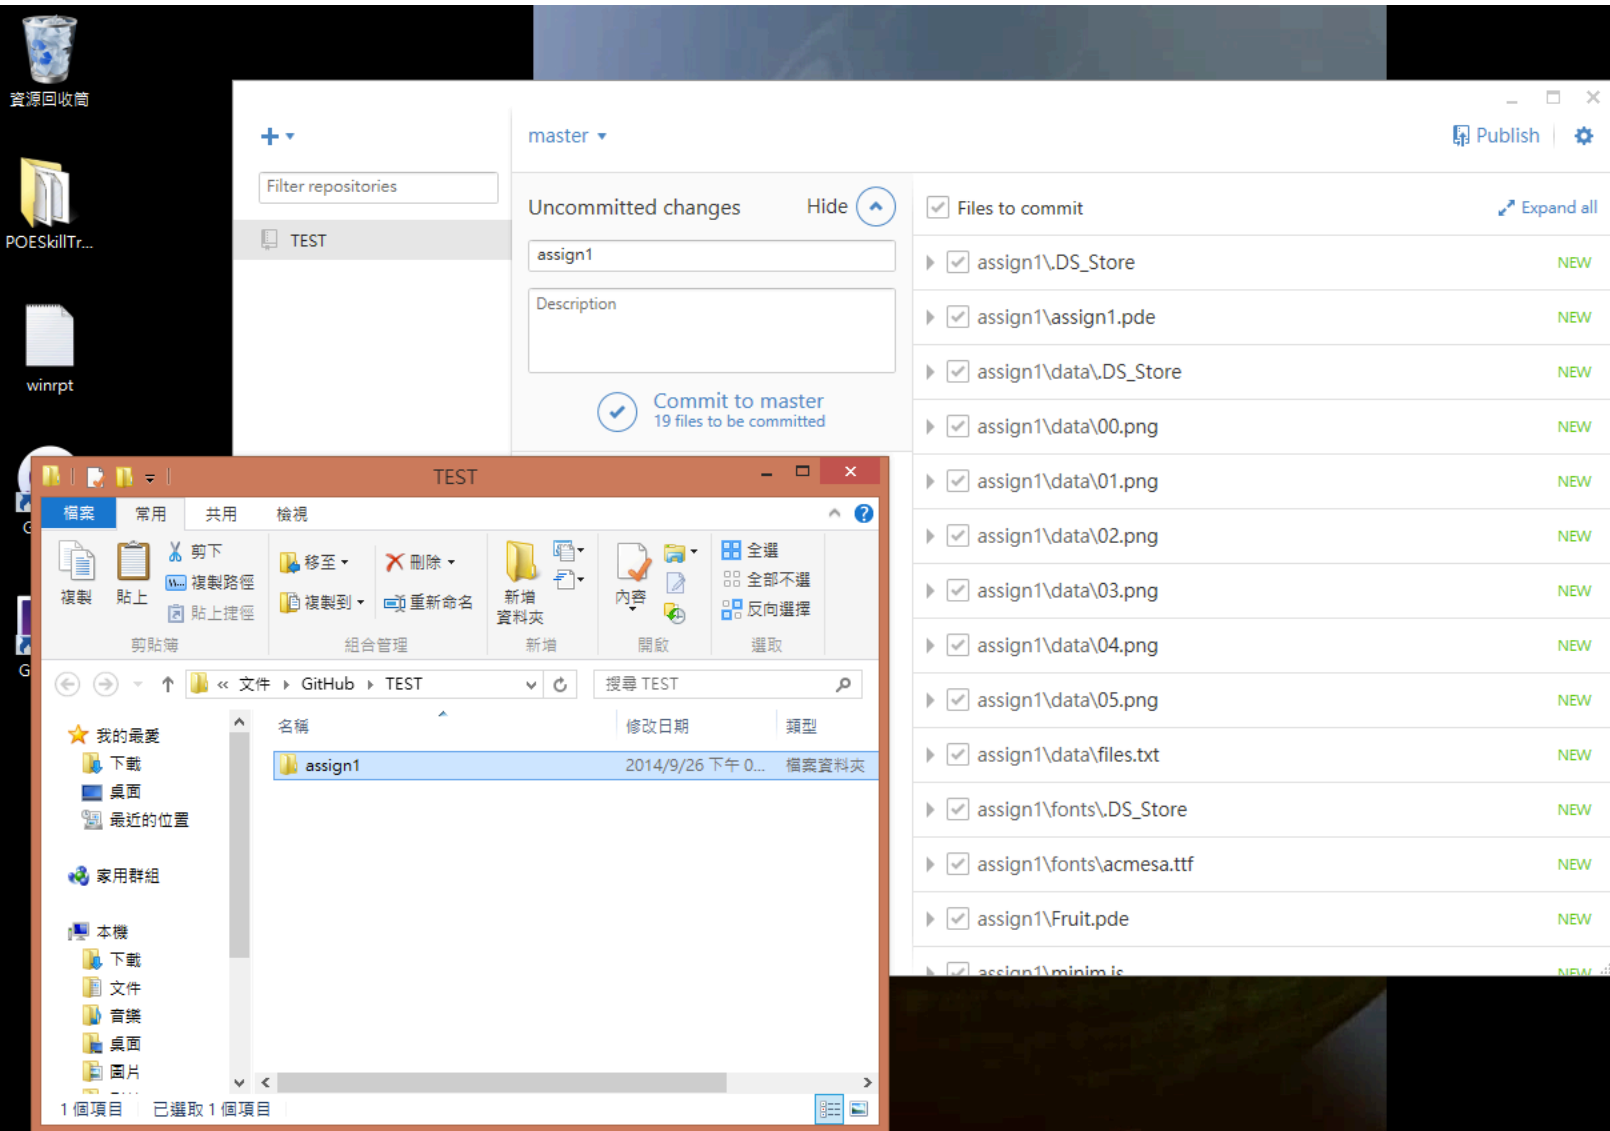 資源回收筒
POESkillTr...
winrpt
master
Publish
Filter repositories
TEST
Uncommitted changes
Hide
assign1
Description
Commit to master
19 files to be committed
Files to commit
Expand all
assign1\.DS_Store NEW
assign1\assign1.pde NEW
assign1\data\.DS_Store NEW
assign1\data\00.png NEW
assign1\data\01.png NEW
assign1\data\02.png NEW
assign1\data\03.png NEW
assign1\data\04.png NEW
assign1\data\05.png NEW
assign1\data\files.txt NEW
assign1\fonts\.DS_Store NEW
assign1\fonts\acmesa.ttf NEW
assign1\Fruit.pde NEW
assign1\minim.js NEW
G
G
TEST
檔案 常用 共用 檢視
複製
貼上
剪下
複製路徑
貼上捷徑
剪貼簿
移至
複製到
刪除
重新命名
組合管理
新增
資料夾
新增
內容
開啟
全選
全部不選
反向選擇
選取
« 文件 GitHub TEST
搜尋 TEST
名稱 修改日期 類型
assign1 2014/9/26 下午 0... 檔案資料夾
我的最愛
下載
桌面
最近的位置
家用群組
本機
下載
文件
音樂
桌面
圖片
1 個項目 已選取 1 個項目